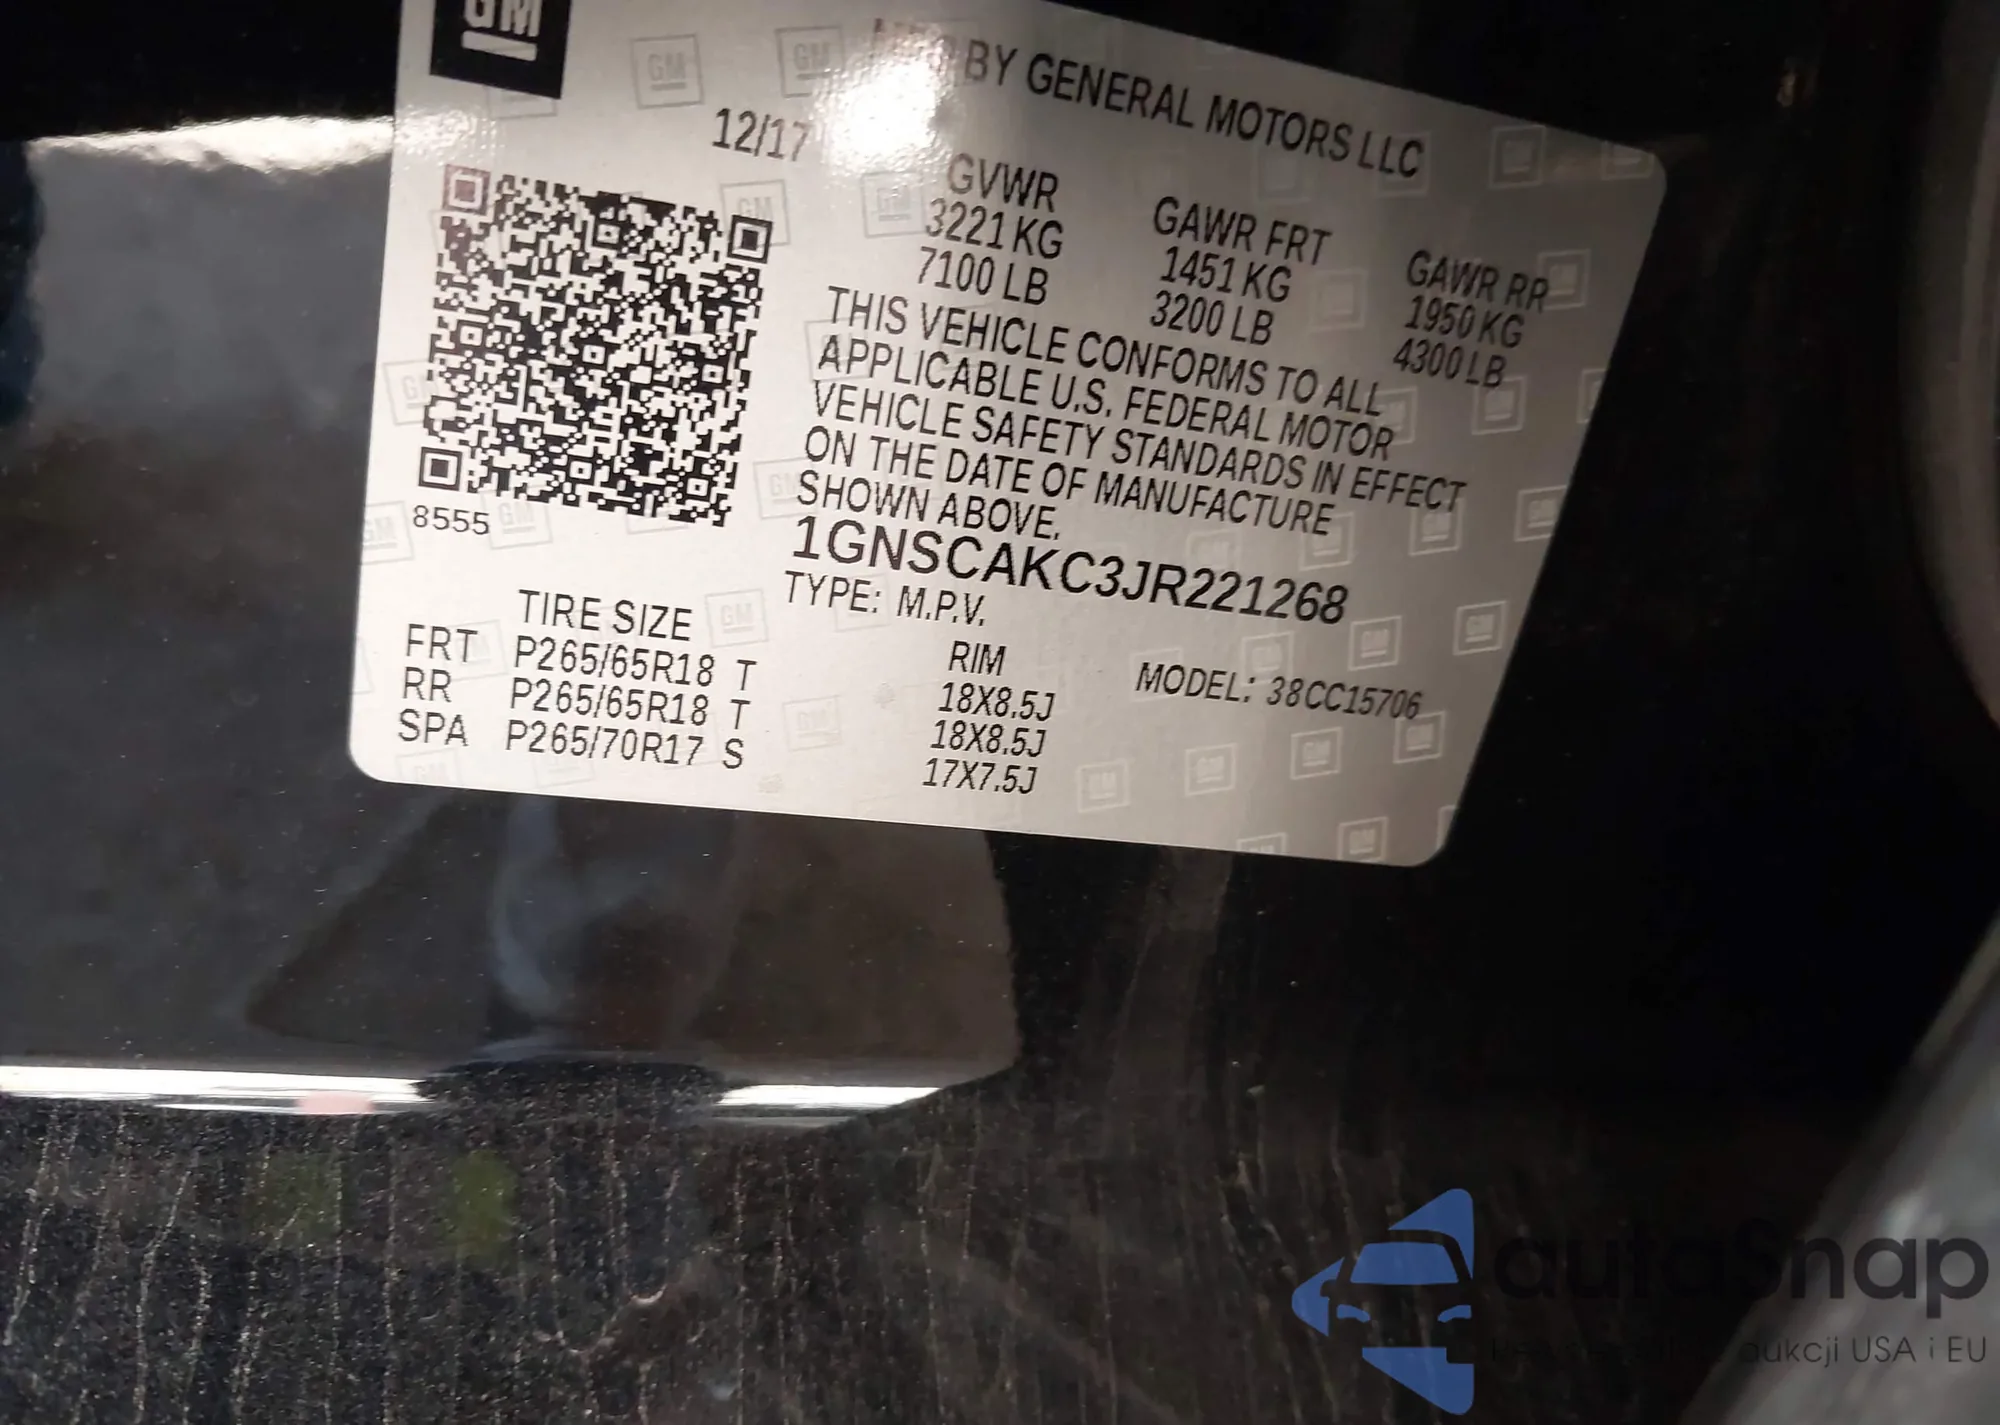 GM
BY GENERAL MOTORS LLC
12/17
GVWR
3221 KG
7100 LB
GAWR FRT
1451 KG
3200 LB
GAWR RR
1950 KG
4300 LB
THIS VEHICLE CONFORMS TO ALL
APPLICABLE U.S. FEDERAL MOTOR
VEHICLE SAFETY STANDARDS IN EFFECT
ON THE DATE OF MANUFACTURE
SHOWN ABOVE.
8555
1GNSCAKC3JR221268
TYPE: M.P.V.
MODEL: 38CC15706
TIRE SIZE
RIM
FRT P265/65R18 T 18X8.5J
RR P265/65R18 T 18X8.5J
SPA P265/70R17 S 17X7.5J
autoSnap
USA i EU